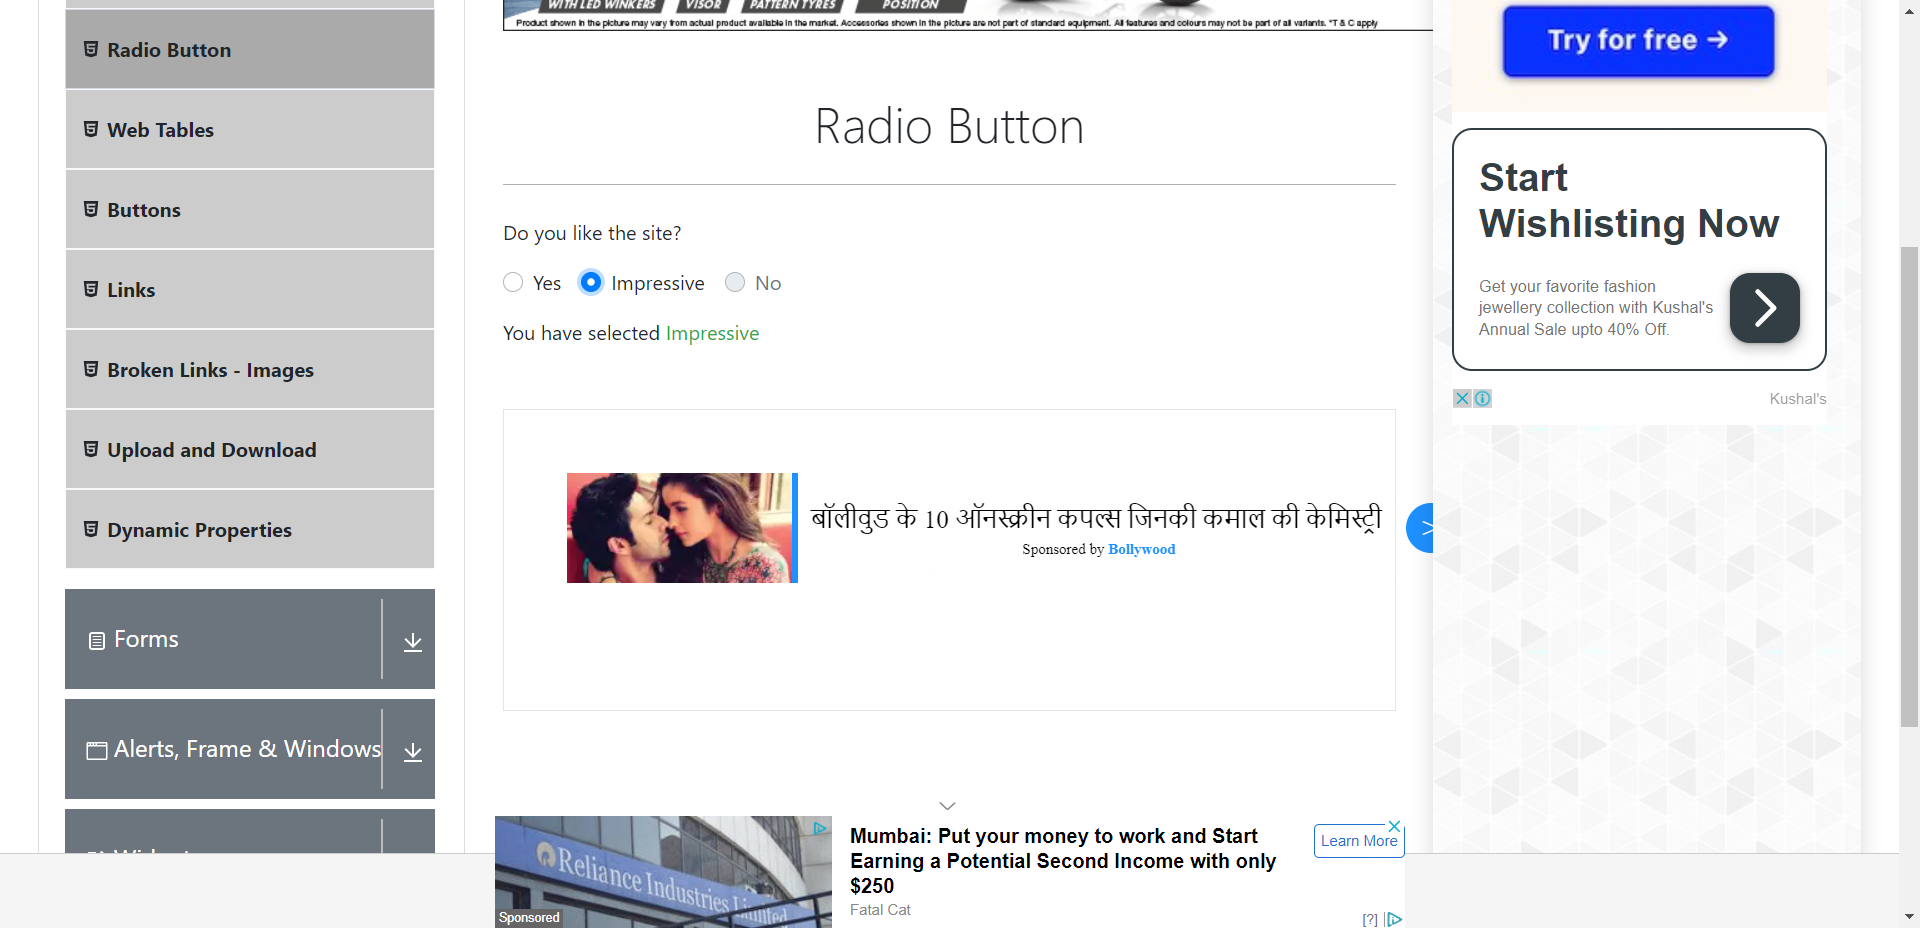 WITH LED WINKERS VISOR PATTERN TYRES POSITION
Product shown in the picture may vary from actual product available in the market. Accessories shown in the picture are not part of standard equipment. All features and colours may not be part of all variants. *T & C apply
Radio Button
Web Tables
Buttons
Links
Broken Links - Images
Upload and Download
Dynamic Properties
Forms
Alerts, Frame & Windows
Radio Button
Do you like the site?
Yes Impressive No
You have selected Impressive
बॉलीवुड के 10 ऑनस्क्रीन कपल्स जिनकी कमाल की केमिस्ट्री
Sponsored by Bollywood
>
Reliance Industries Limited
Sponsored
Mumbai: Put your money to work and Start
Earning a Potential Second Income with only
$250
Fatal Cat
Learn More
[?]
Try for free →
Start
Wishlisting Now
Get your favorite fashion
jewellery collection with Kushal's
Annual Sale upto 40% Off.
Kushal's